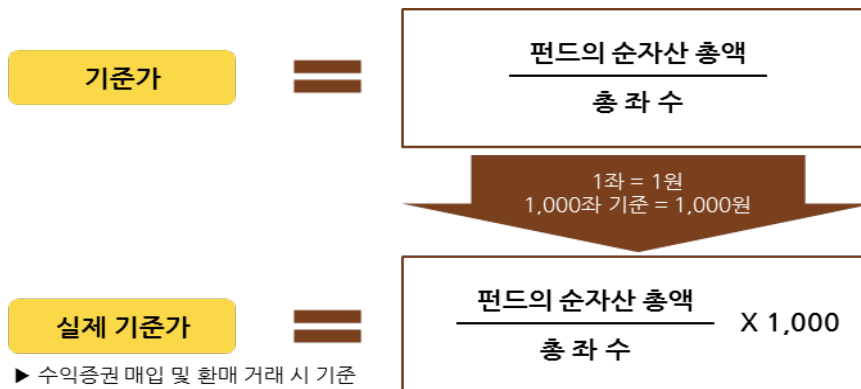 기준가
펀드의 순자산 총액
총 좌 수
1좌 = 1원
1,000좌 기준 = 1,000원
실제 기준가
펀드의 순자산 총액
총 좌 수
X 1,000
▶ 수익증권 매입 및 환매 거래 시 기준